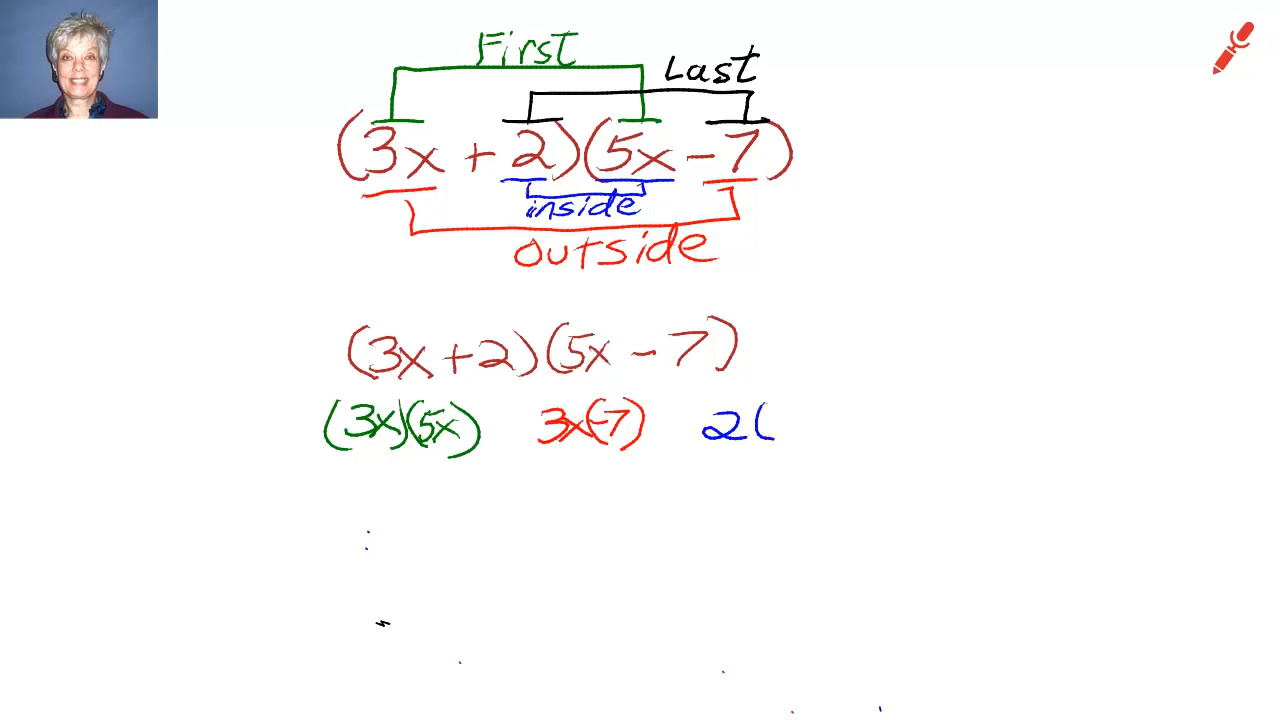 First
Last
(3x + 2)(5x - 7)
inside
outside
(3x + 2)(5x - 7)
(3x)(5x) 3x(-7) 2(